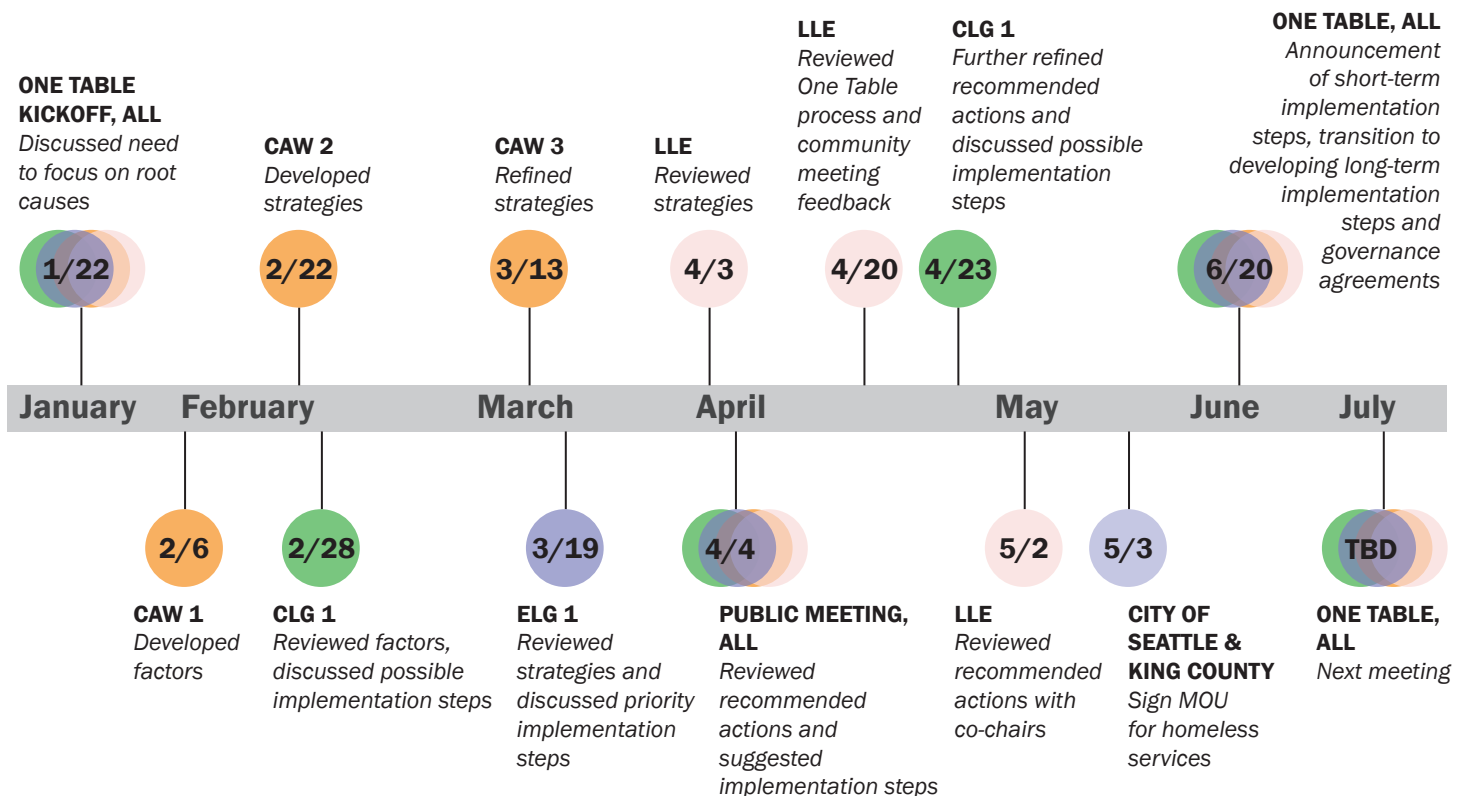 ONE TABLE
KICKOFF, ALL
Discussed need
to focus on root
causes
1/22
CAW 2
Developed
strategies
2/22
CAW 3
Refined
strategies
3/13
LLE
Reviewed
strategies
4/3
LLE
Reviewed
One Table
process and
community
meeting
feedback
4/20
CLG 1
Further refined
recommended
actions and
discussed possible
implementation
steps
4/23
ONE TABLE, ALL
Announcement
of short-term
implementation
steps, transition to
developing long-term
implementation
steps and
governance
agreements
6/20
January
February
March
April
May
June
July
2/6
CAW 1
Developed
factors
2/28
CLG 1
Reviewed factors,
discussed possible
implementation steps
3/19
ELG 1
Reviewed
strategies and
discussed priority
implementation
steps
4/4
PUBLIC MEETING,
ALL
Reviewed
recommended
actions and
suggested
implementation steps
5/2
LLE
Reviewed
recommended
actions with
co-chairs
5/3
CITY OF
SEATTLE &
KING COUNTY
Sign MOU
for homeless
services
TBD
ONE TABLE,
ALL
Next meeting